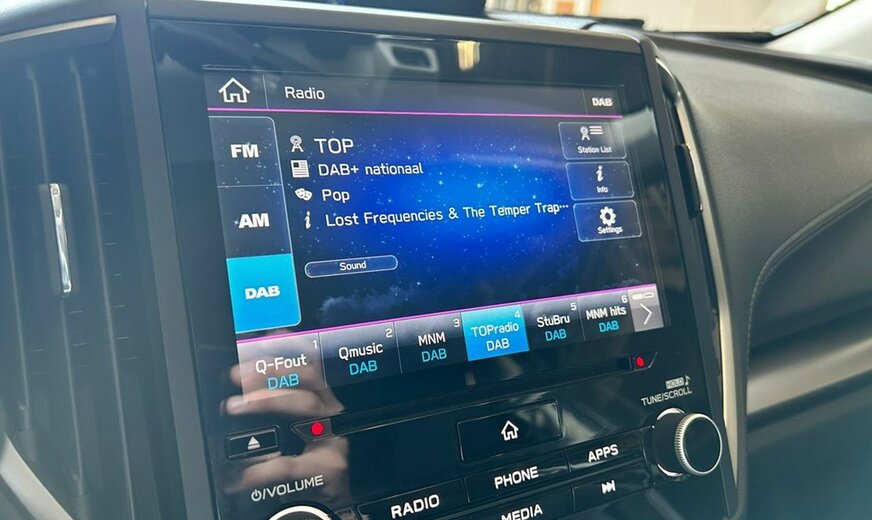 Radio
DAB
FM
AM
DAB
TOP
DAB+ nationaal
Pop
Lost Frequencies & The Temper Trap...
Sound
Station List
i
Info
Settings
1
Q-Fout
DAB
2
Qmusic
DAB
3
MNM
DAB
4
TOPradio
DAB
5
StuBru
DAB
6
MNM hits
DAB
HOLD
TUNE/SCROLL
VOLUME
RADIO
PHONE
APPS
MEDIA